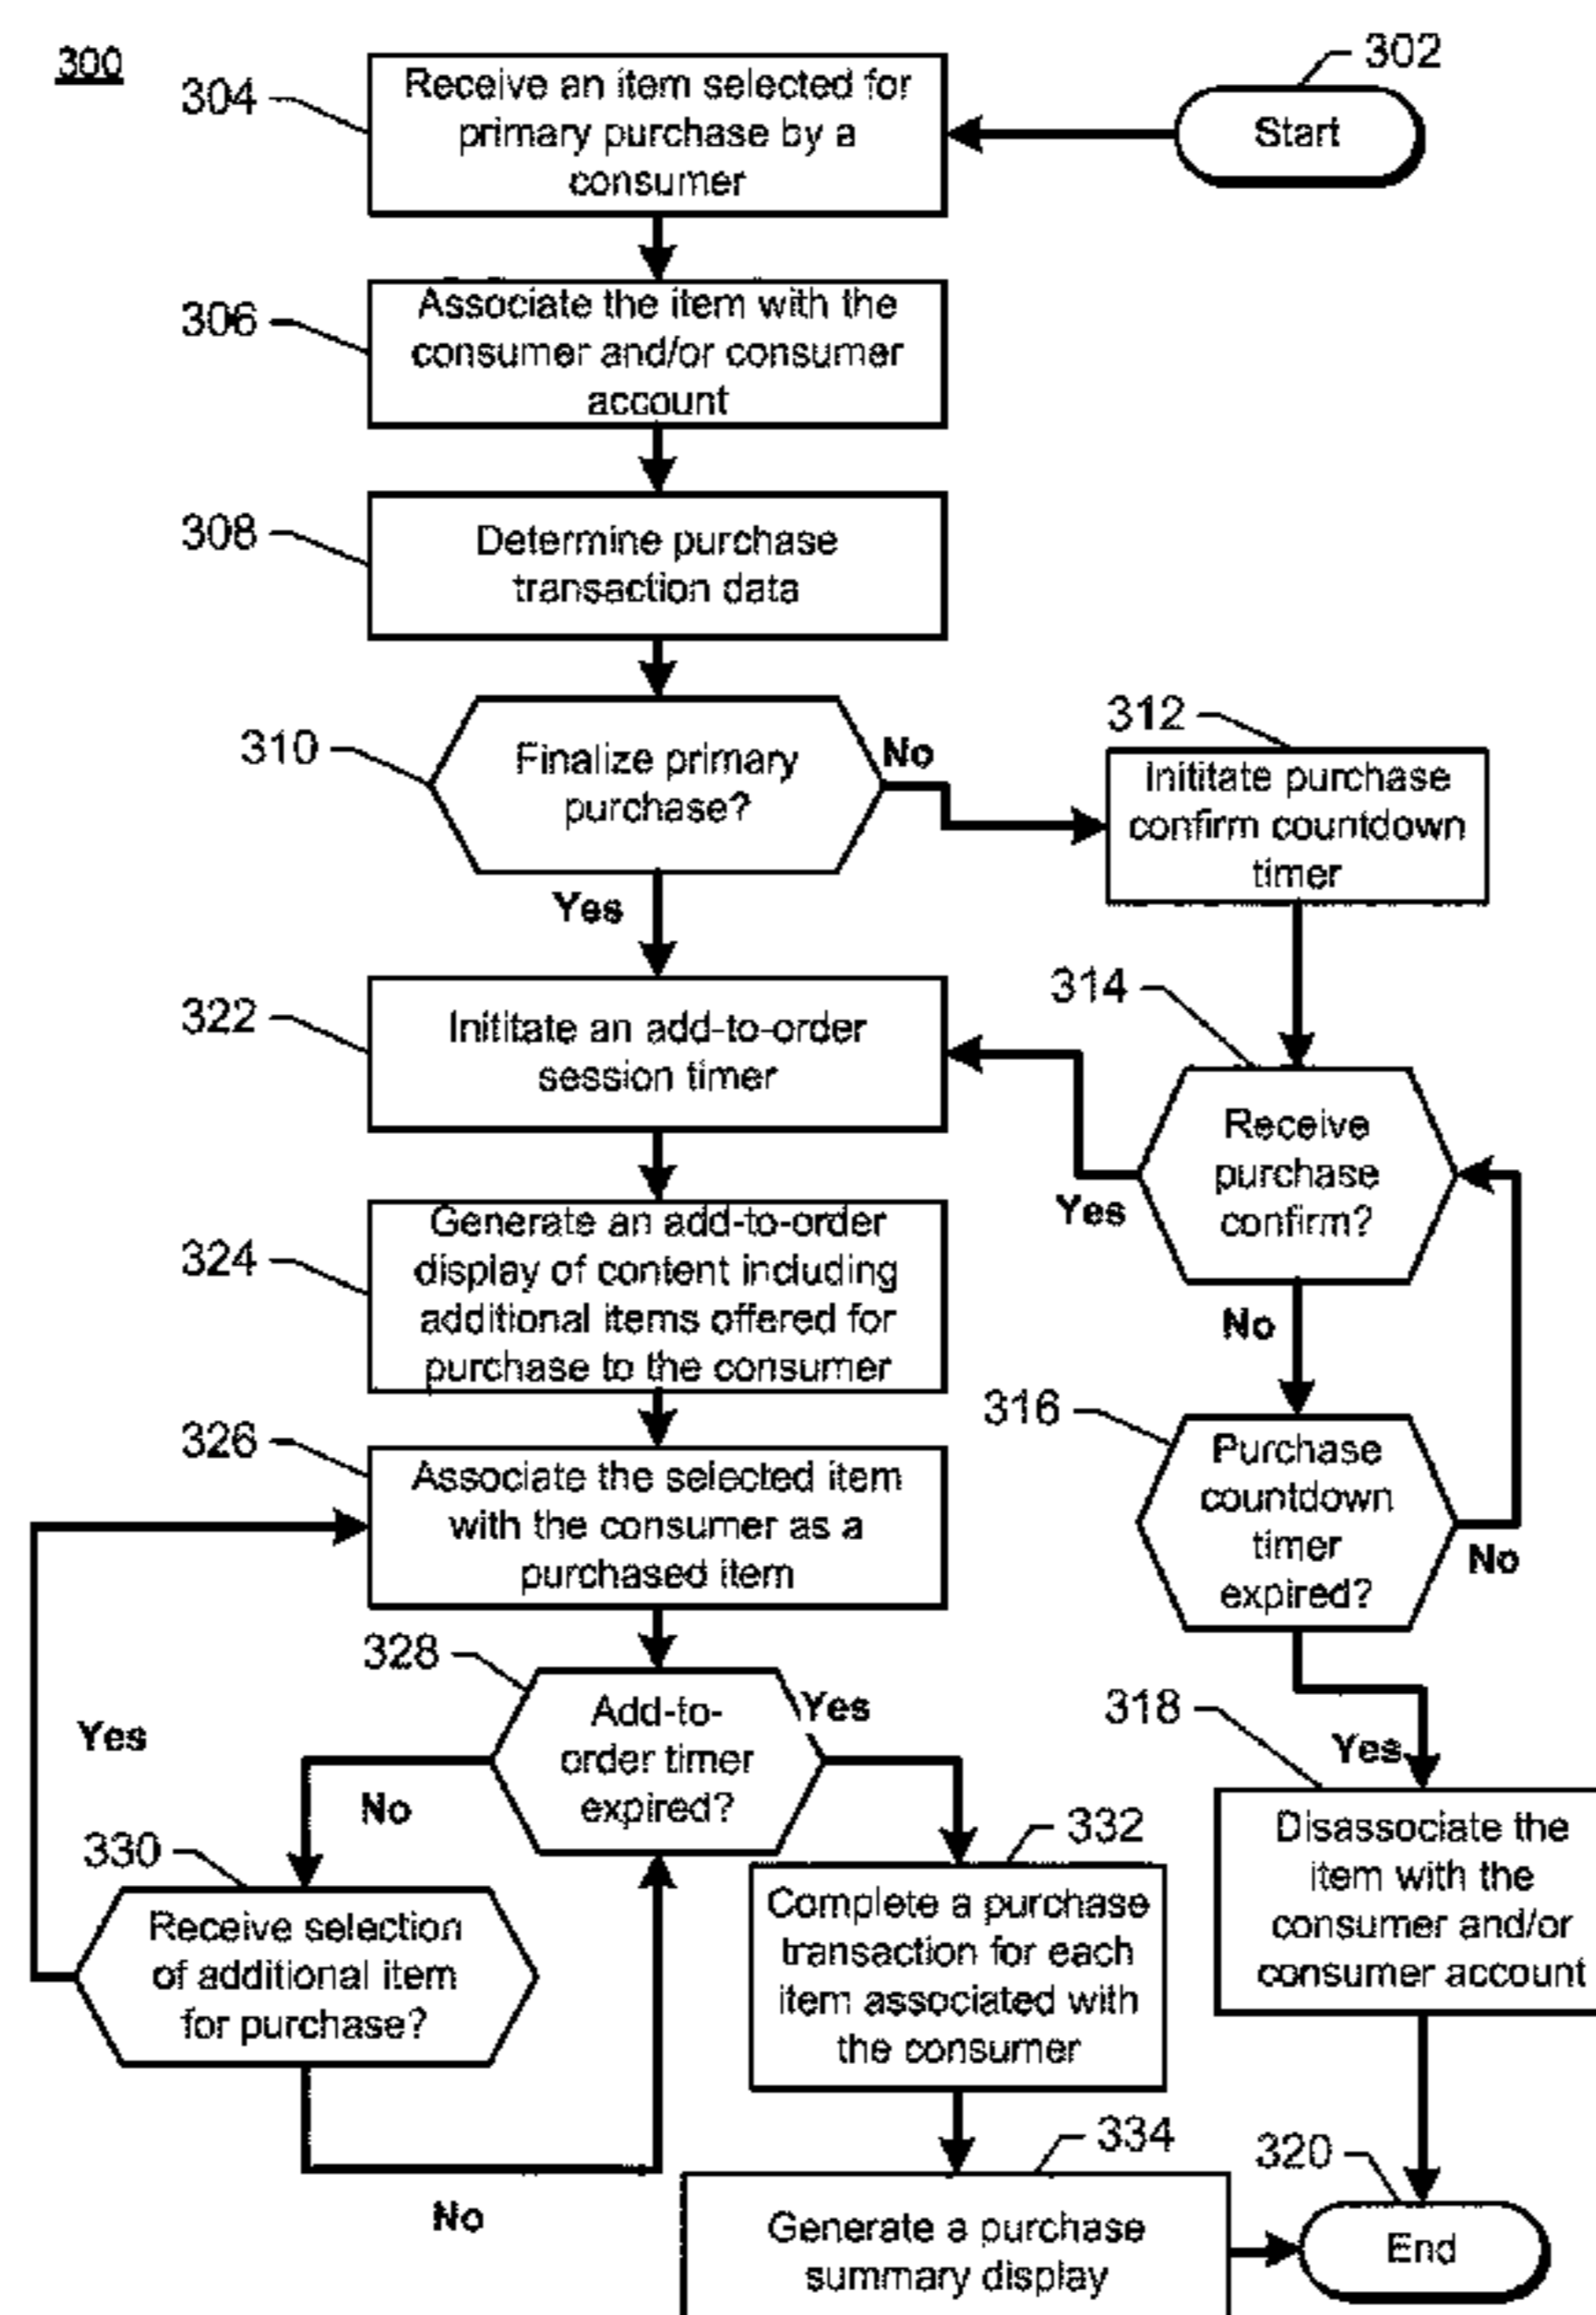 300
302
Start
304
Receive an item selected for
primary purchase by a
consumer
306
Associate the item with the
consumer and/or consumer
account
308
Determine purchase
transaction data
310
Finalize primary
purchase?
No
Yes
312
Inititate purchase
confirm countdown
timer
314
Receive
purchase
confirm?
Yes
No
316
Purchase
countdown
timer
expired?
No
Yes
318
Disassociate the
item with the
consumer and/or
consumer account
322
Inititate an add-to-order
session timer
324
Generate an add-to-order
display of content including
additional items offered for
purchase to the consumer
326
Associate the selected item
with the consumer as a
purchased item
328
Add-to-
order timer
expired?
Yes
No
Yes
330
Receive selection
of additional item
for purchase?
No
332
Complete a purchase
transaction for each
item associated with
the consumer
334
Generate a purchase
summary display
320
End